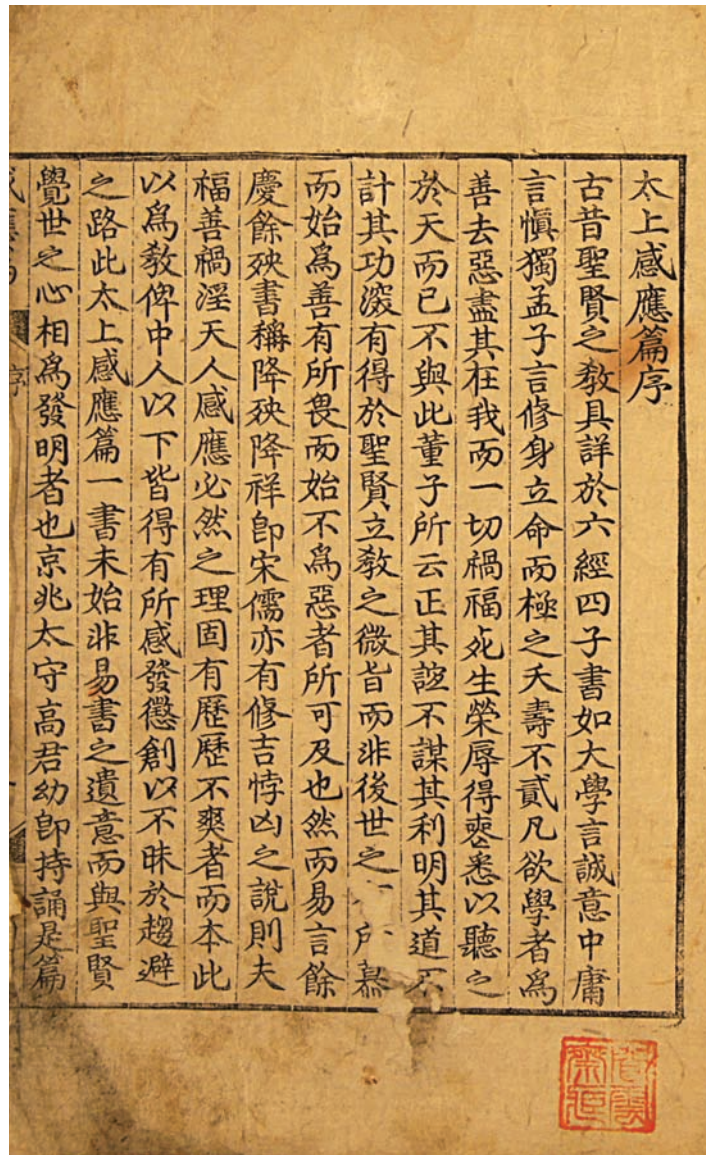 太上感應篇序
古昔聖賢之教具詳於六經四子書如大學言誠意中庸
言愼獨孟子言修身立命而極之夭壽不貳凡欲學者爲
善去惡盡其在我而一切禍福死生榮辱得喪悉以聽之
於天而已不與此董子所云正其誼不謀其利明其道不
計其功深有得於聖賢立教之微旨而非後世之所慕
而始爲善有所畏而始不爲惡者所可及也然而易言餘
慶餘殃書稱降殃降祥卽宋儒亦有修吉悖凶之說則夫
福善禍淫天人感應必然之理固有歷歷不爽者而本此
以爲敎俾中人以下皆得有所感發懲創以不昧於趨避
之路此太上感應篇一書未始非易書之遺意而與聖賢
覺世之心相爲發明者也京兆太守高君幼卽持誦是篇
序